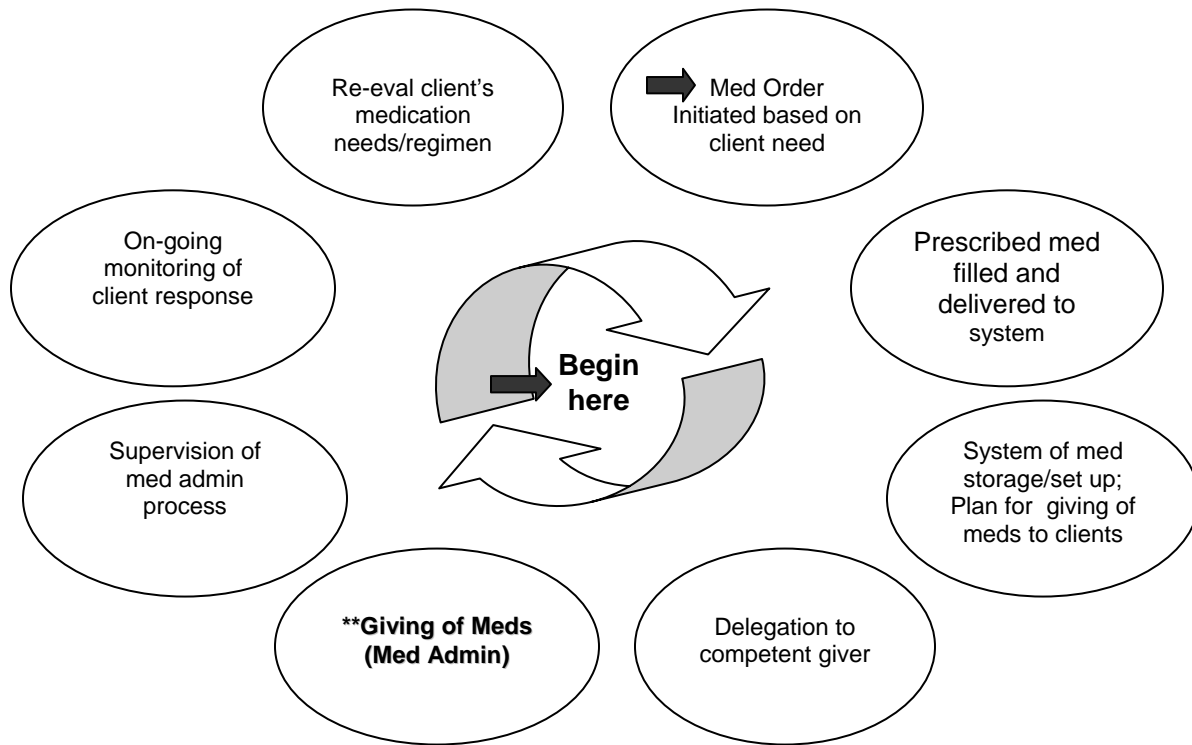 Re-eval client's
medication
needs/regimen
Med Order
Initiated based on
client need
On-going
monitoring of
client response
Prescribed med
filled and
delivered to
system
Begin
here
Supervision of
med admin
process
System of med
storage/set up;
Plan for giving of
meds to clients
**Giving of Meds
(Med Admin)
Delegation to
competent giver